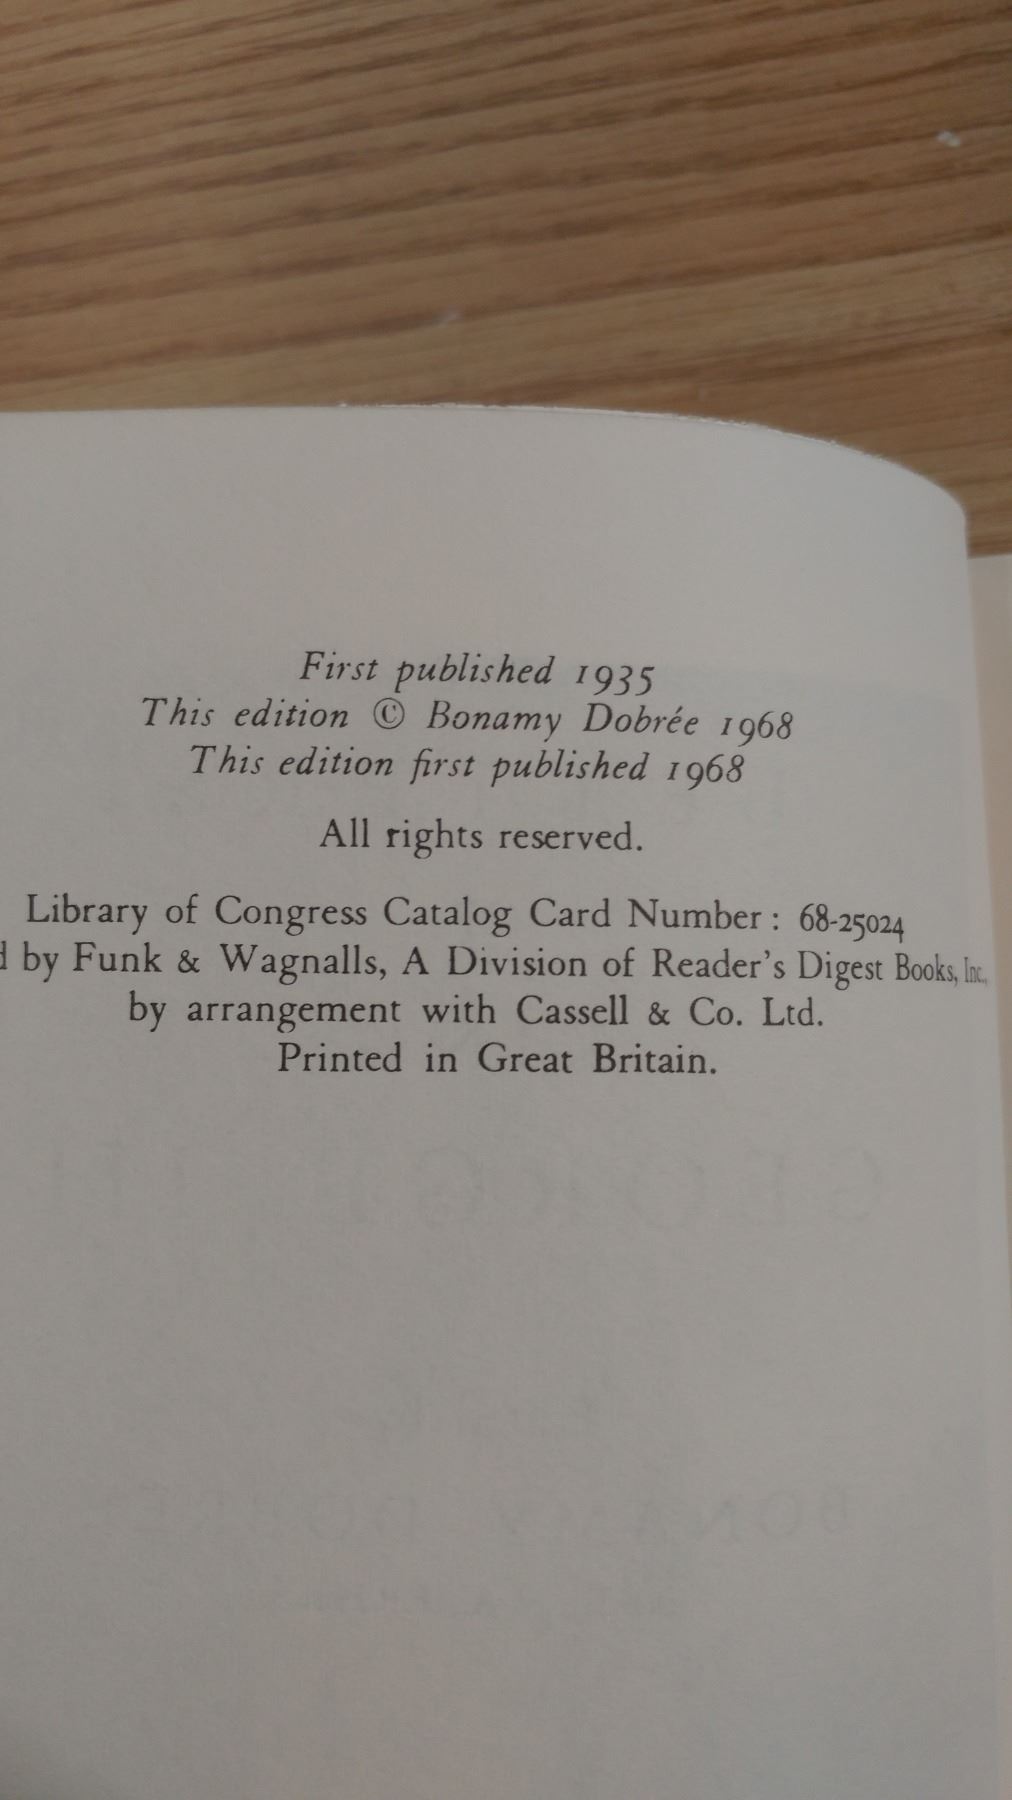 First published 1935
This edition © Bonamy Dobrée 1968
This edition first published 1968
All rights reserved.
Library of Congress Catalog Card Number: 68-25024
by Funk & Wagnalls, A Division of Reader's Digest Books, Inc.,
by arrangement with Cassell & Co. Ltd.
Printed in Great Britain.